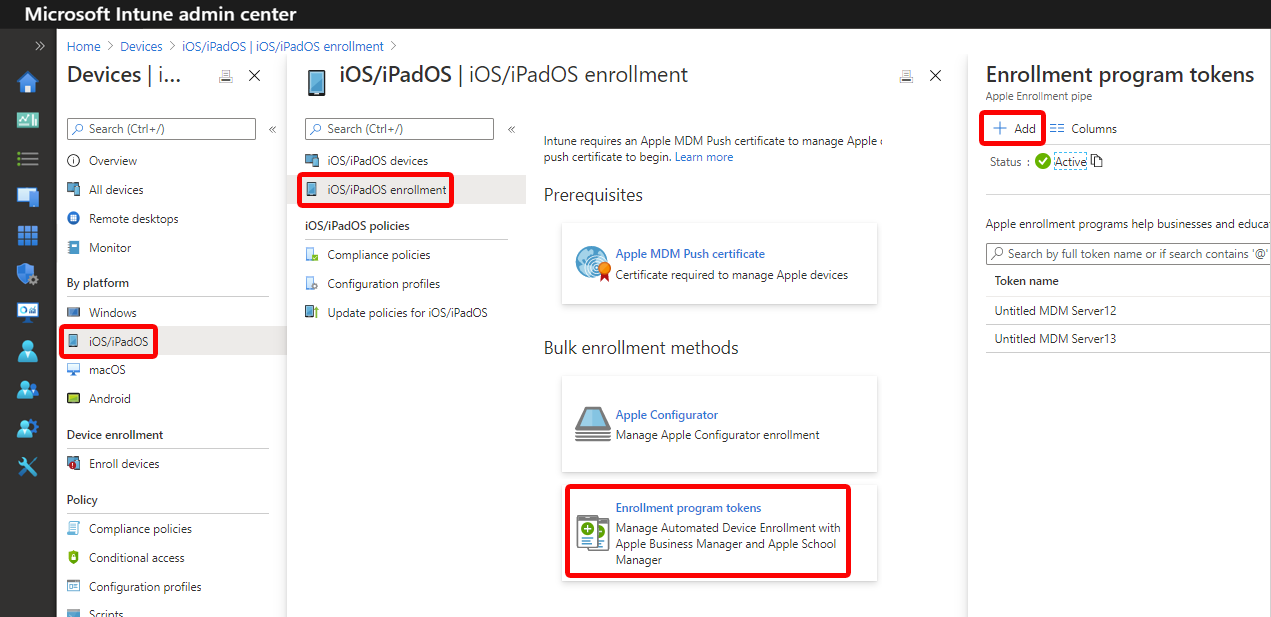 Microsoft Intune admin center
Home > Devices > iOS/iPadOS | iOS/iPadOS enrollment >
Devices | i...
Search (Ctrl+/)
Overview
All devices
Remote desktops
Monitor
By platform
Windows
iOS/iPadOS
macOS
Android
Device enrollment
Enroll devices
Policy
Compliance policies
Conditional access
Configuration profiles
Scripts
iOS/iPadOS | iOS/iPadOS enrollment
Search (Ctrl+/)
iOS/iPadOS devices
iOS/iPadOS enrollment
iOS/iPadOS policies
Compliance policies
Configuration profiles
Update policies for iOS/iPadOS
Intune requires an Apple MDM Push certificate to manage Apple
push certificate to begin. Learn more
Prerequisites
Apple MDM Push certificate
Certificate required to manage Apple devices
Bulk enrollment methods
Apple Configurator
Manage Apple Configurator enrollment
Enrollment program tokens
Manage Automated Device Enrollment with
Apple Business Manager and Apple School
Manager
Enrollment program tokens
Apple Enrollment pipe
Add Columns
Status : Active
Apple enrollment programs help businesses and educa
Search by full token name or if search contains '@'
Token name
Untitled MDM Server12
Untitled MDM Server13